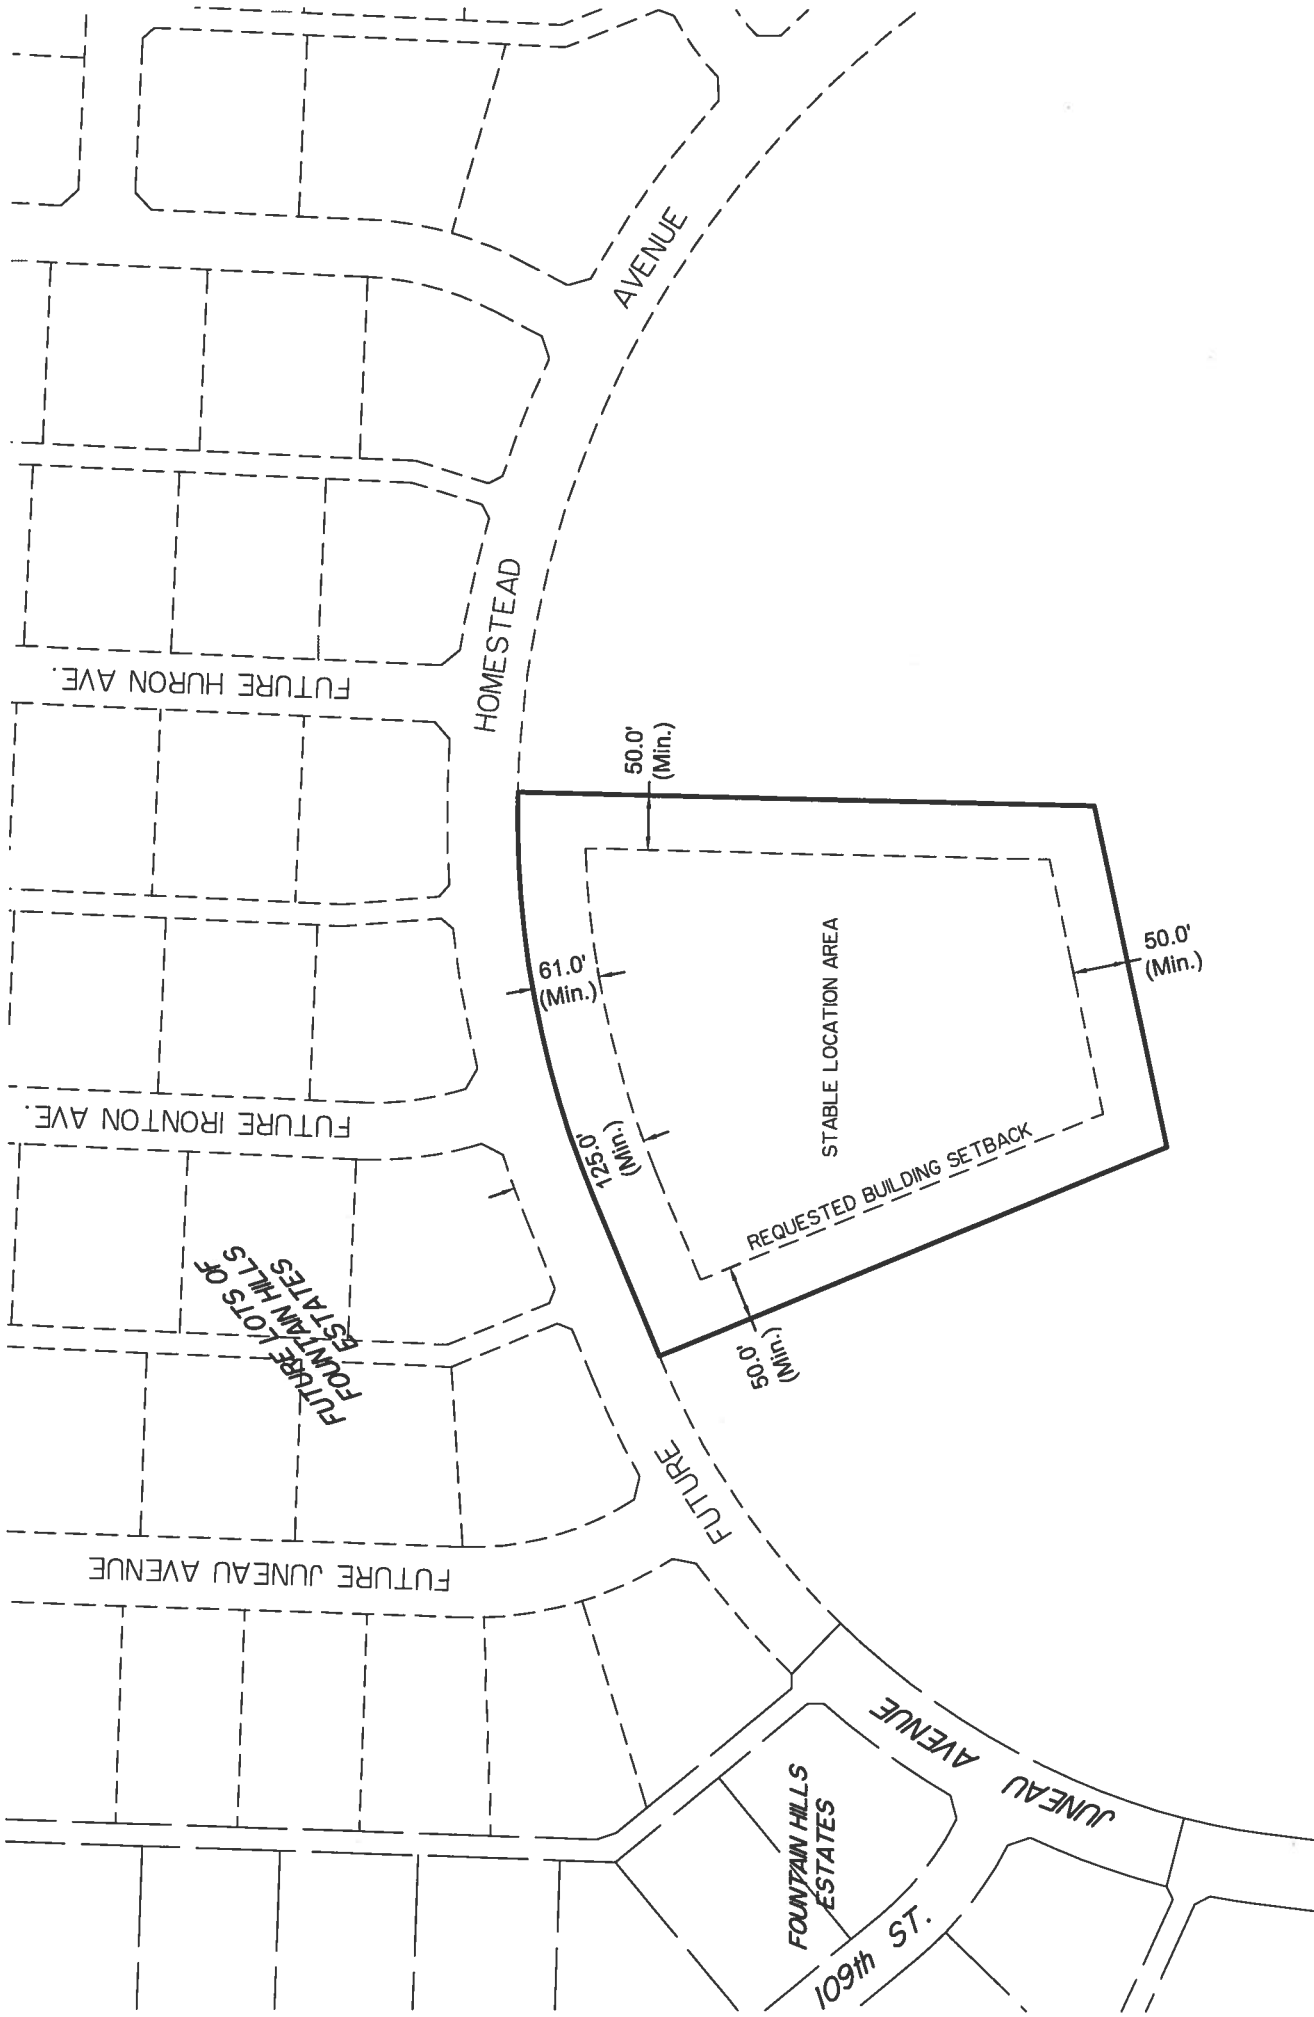 AVENUE
HOMESTEAD
FUTURE HURON AVE.
50.0'
(Min.)
61.0'
(Min.)
50.0'
(Min.)
STABLE LOCATION AREA
FUTURE IRONTON AVE.
125.0'
(Min.)
REQUESTED BUILDING SETBACK
FUTURE LOTS OF
FOUNTAIN HILLS
ESTATES
50.0'
(Min.)
FUTURE
FUTURE JUNEAU AVENUE
JUNEAU AVENUE
FOUNTAIN HILLS
ESTATES
109th ST.